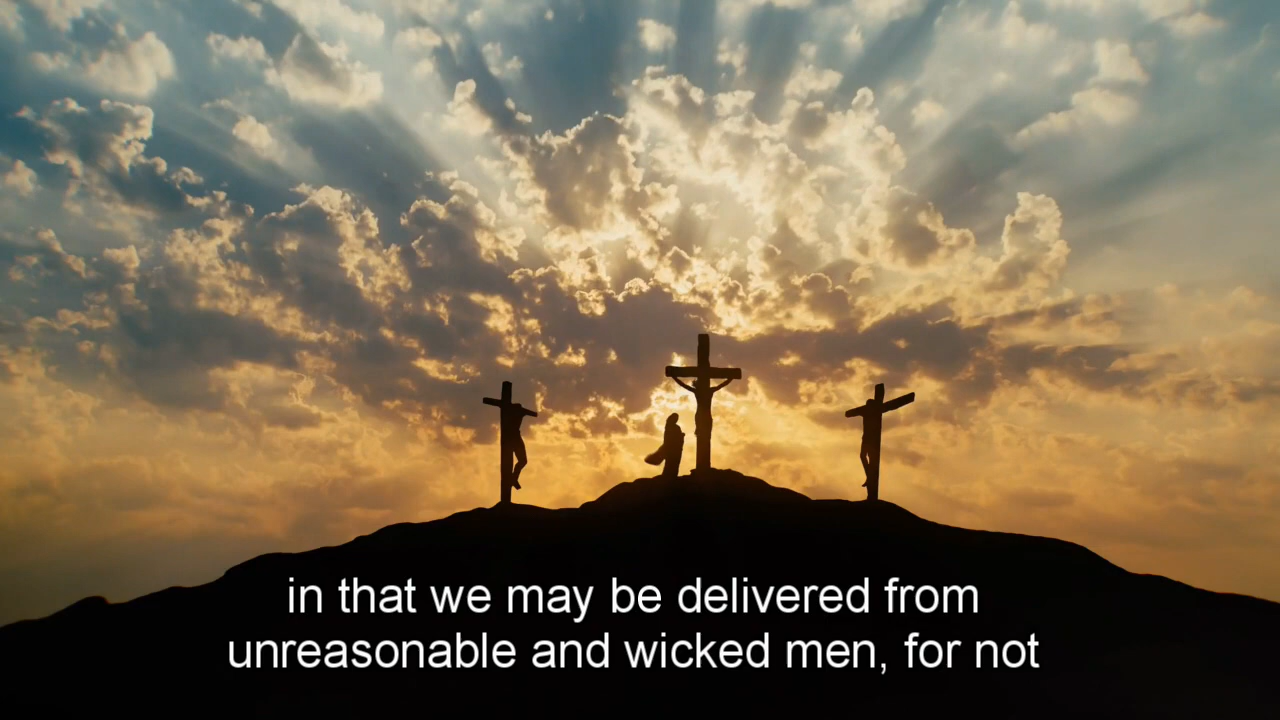 in that we may be delivered from
unreasonable and wicked men, for not